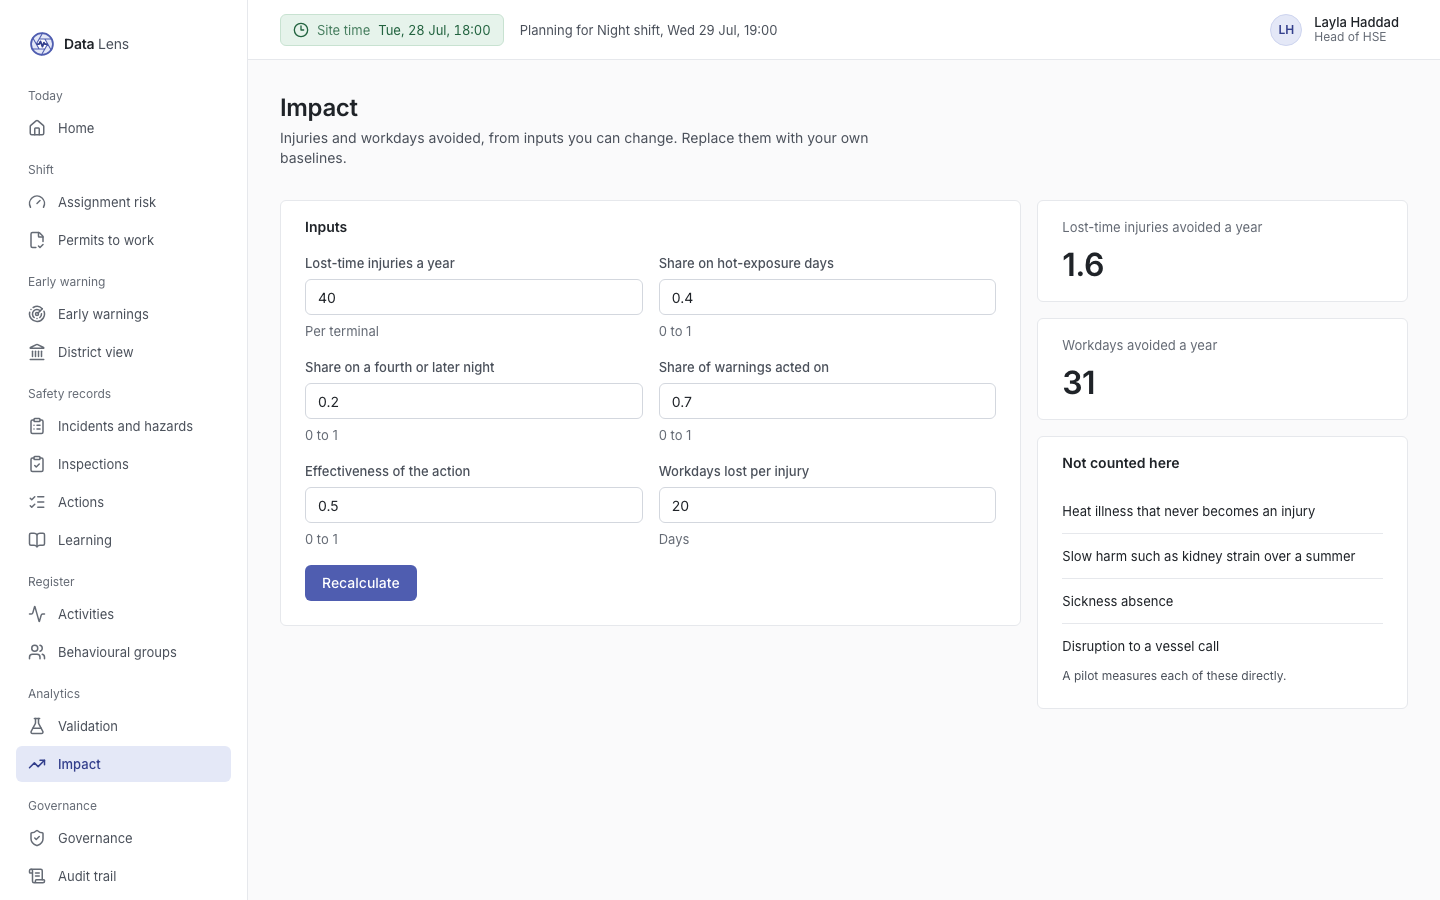 Data Lens
Today
Home
Shift
Assignment risk
Permits to work
Early warning
Early warnings
District view
Safety records
Incidents and hazards
Inspections
Actions
Learning
Register
Activities
Behavioural groups
Analytics
Validation
Impact
Governance
Governance
Audit trail
Site time Tue, 28 Jul, 18:00
Planning for Night shift, Wed 29 Jul, 19:00
LH
Layla Haddad
Head of HSE
Impact
Injuries and workdays avoided, from inputs you can change. Replace them with your own
baselines.
Inputs
Lost-time injuries a year
40
Per terminal
Share on hot-exposure days
0.4
0 to 1
Share on a fourth or later night
0.2
0 to 1
Share of warnings acted on
0.7
0 to 1
Effectiveness of the action
0.5
0 to 1
Workdays lost per injury
20
Days
Recalculate
Lost-time injuries avoided a year
1.6
Workdays avoided a year
31
Not counted here
Heat illness that never becomes an injury
Slow harm such as kidney strain over a summer
Sickness absence
Disruption to a vessel call
A pilot measures each of these directly.